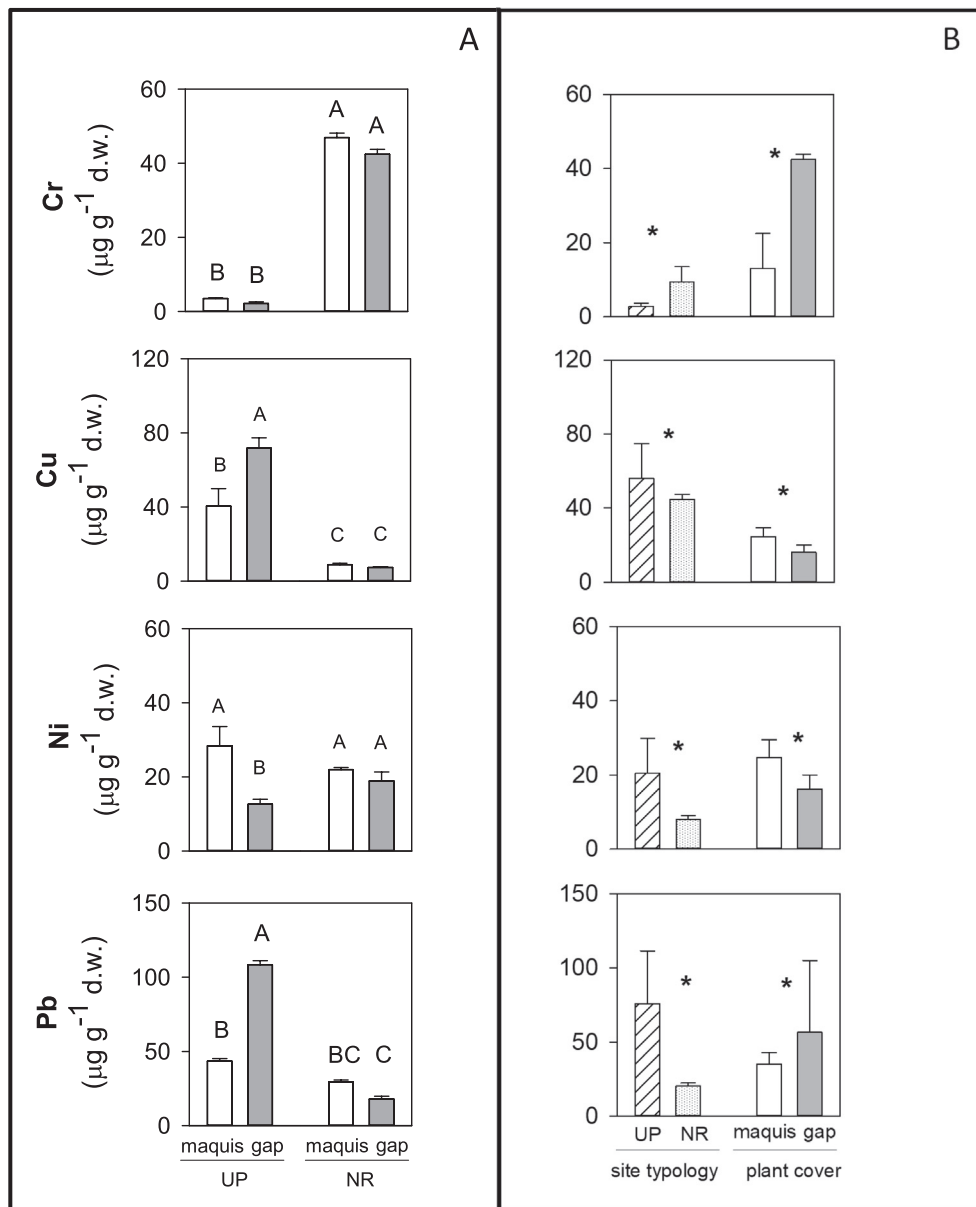 A
B
Cr
(µg g⁻¹ d.w.)
60
40
20
0
B
B
A
A
60
40
20
0
*
*
Cu
(µg g⁻¹ d.w.)
120
80
40
0
B
A
C
C
120
80
40
0
*
*
Ni
(µg g⁻¹ d.w.)
60
40
20
0
A
B
A
A
60
40
20
0
*
*
Pb
(µg g⁻¹ d.w.)
150
100
50
0
B
A
BC
C
maquis gap maquis gap
UP NR
150
100
50
0
*
*
UP NR maquis gap
site typology plant cover